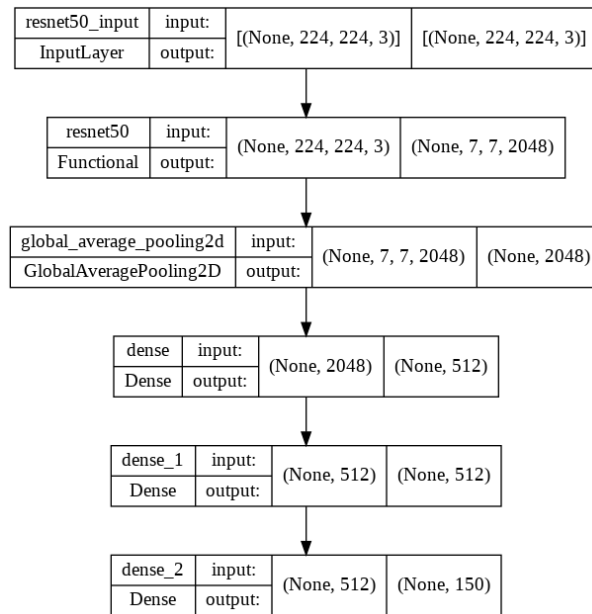 resnet50_input input: [(None, 224, 224, 3)] [(None, 224, 224, 3)]
InputLayer output:
resnet50 input: (None, 224, 224, 3) (None, 7, 7, 2048)
Functional output:
global_average_pooling2d input: (None, 7, 7, 2048) (None, 2048)
GlobalAveragePooling2D output:
dense input: (None, 2048) (None, 512)
Dense output:
dense_1 input: (None, 512) (None, 512)
Dense output:
dense_2 input: (None, 512) (None, 150)
Dense output: